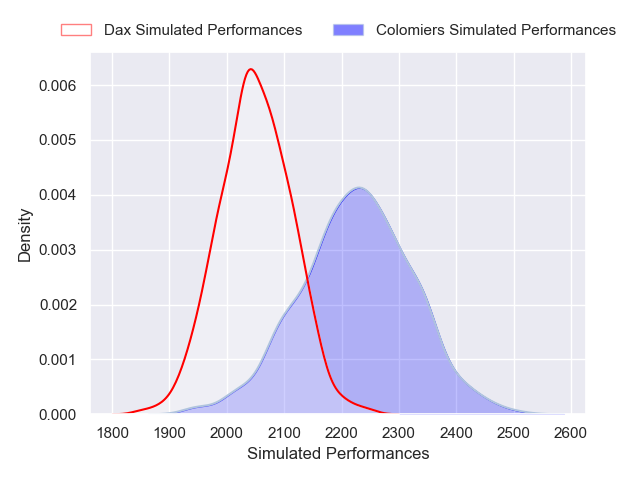 Dax Simulated Performances
Colomiers Simulated Performances
0.006
0.005
0.004
0.003
0.002
0.001
0.000
Density
1800 1900 2000 2100 2200 2300 2400 2500 2600
Simulated Performances